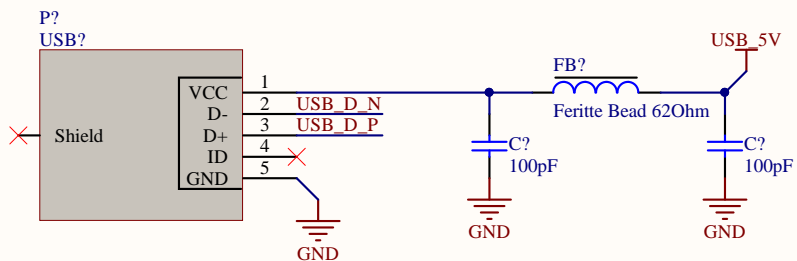 P?
USB?
USB_5V
FB?
1
VCC
2
USB_D_N
D-
Feritte Bead 62Ohm
3
USB_D_P
D+
Shield
4
ID
C?
C?
5
GND
100pF
100pF
GND
GND
GND